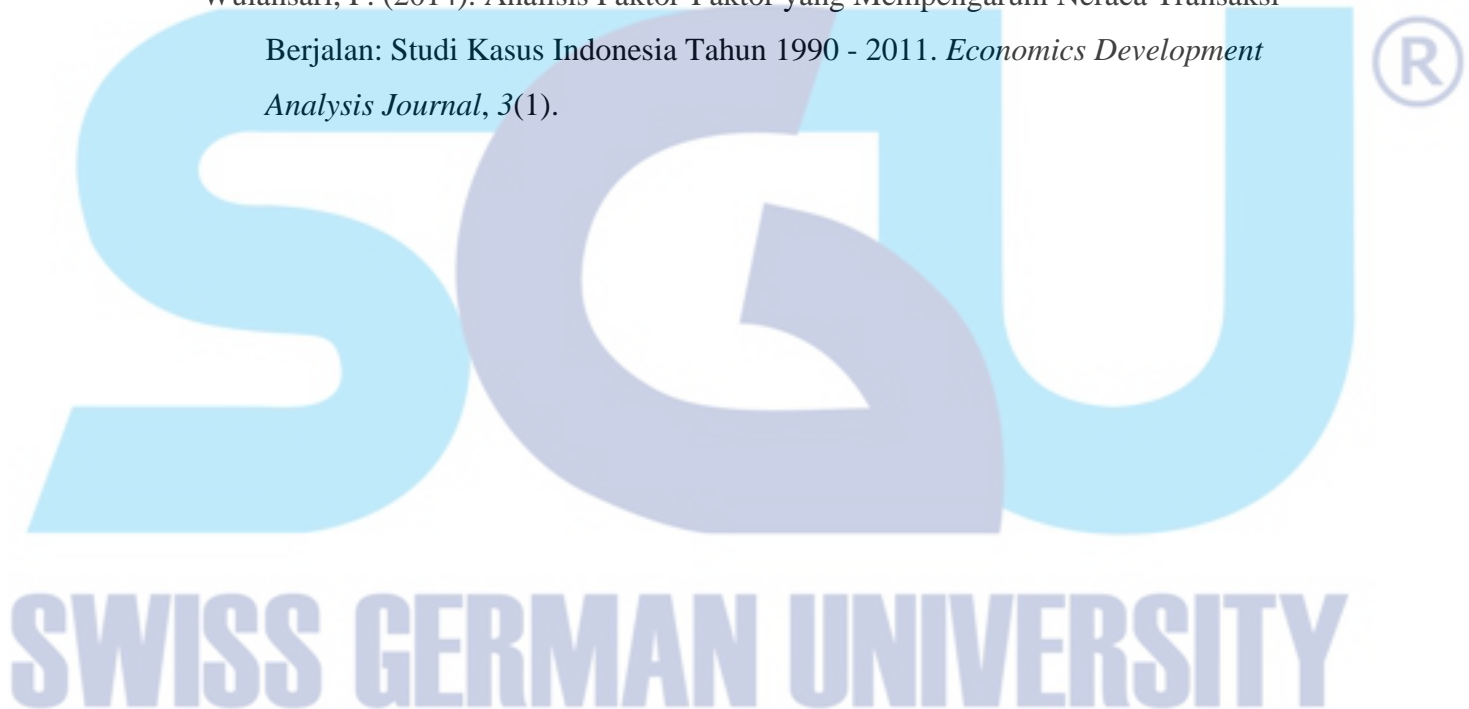 Wulansari, F. (2014). Analisis Faktor-Faktor yang Mempengaruhi Neraca Transaksi
Berjalan: Studi Kasus Indonesia Tahun 1990 - 2011. Economics Development
Analysis Journal, 3(1).
SGU
®
SWISS GERMAN UNIVERSITY